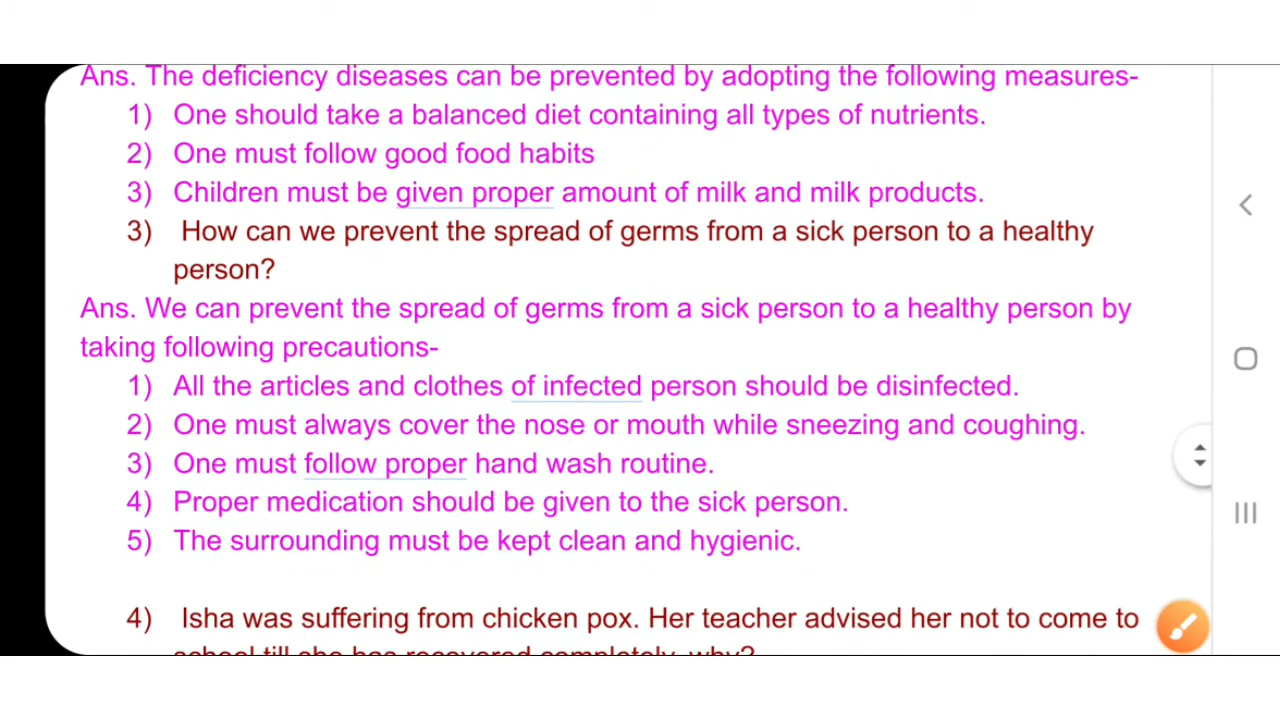 Ans. The deficiency diseases can be prevented by adopting the following measures-
1) One should take a balanced diet containing all types of nutrients.
2) One must follow good food habits
3) Children must be given proper amount of milk and milk products.
3) How can we prevent the spread of germs from a sick person to a healthy
person?
Ans. We can prevent the spread of germs from a sick person to a healthy person by
taking following precautions-
1) All the articles and clothes of infected person should be disinfected.
2) One must always cover the nose or mouth while sneezing and coughing.
3) One must follow proper hand wash routine.
4) Proper medication should be given to the sick person.
5) The surrounding must be kept clean and hygienic.
4) Isha was suffering from chicken pox. Her teacher advised her not to come to
school till she has recovered completely, why?